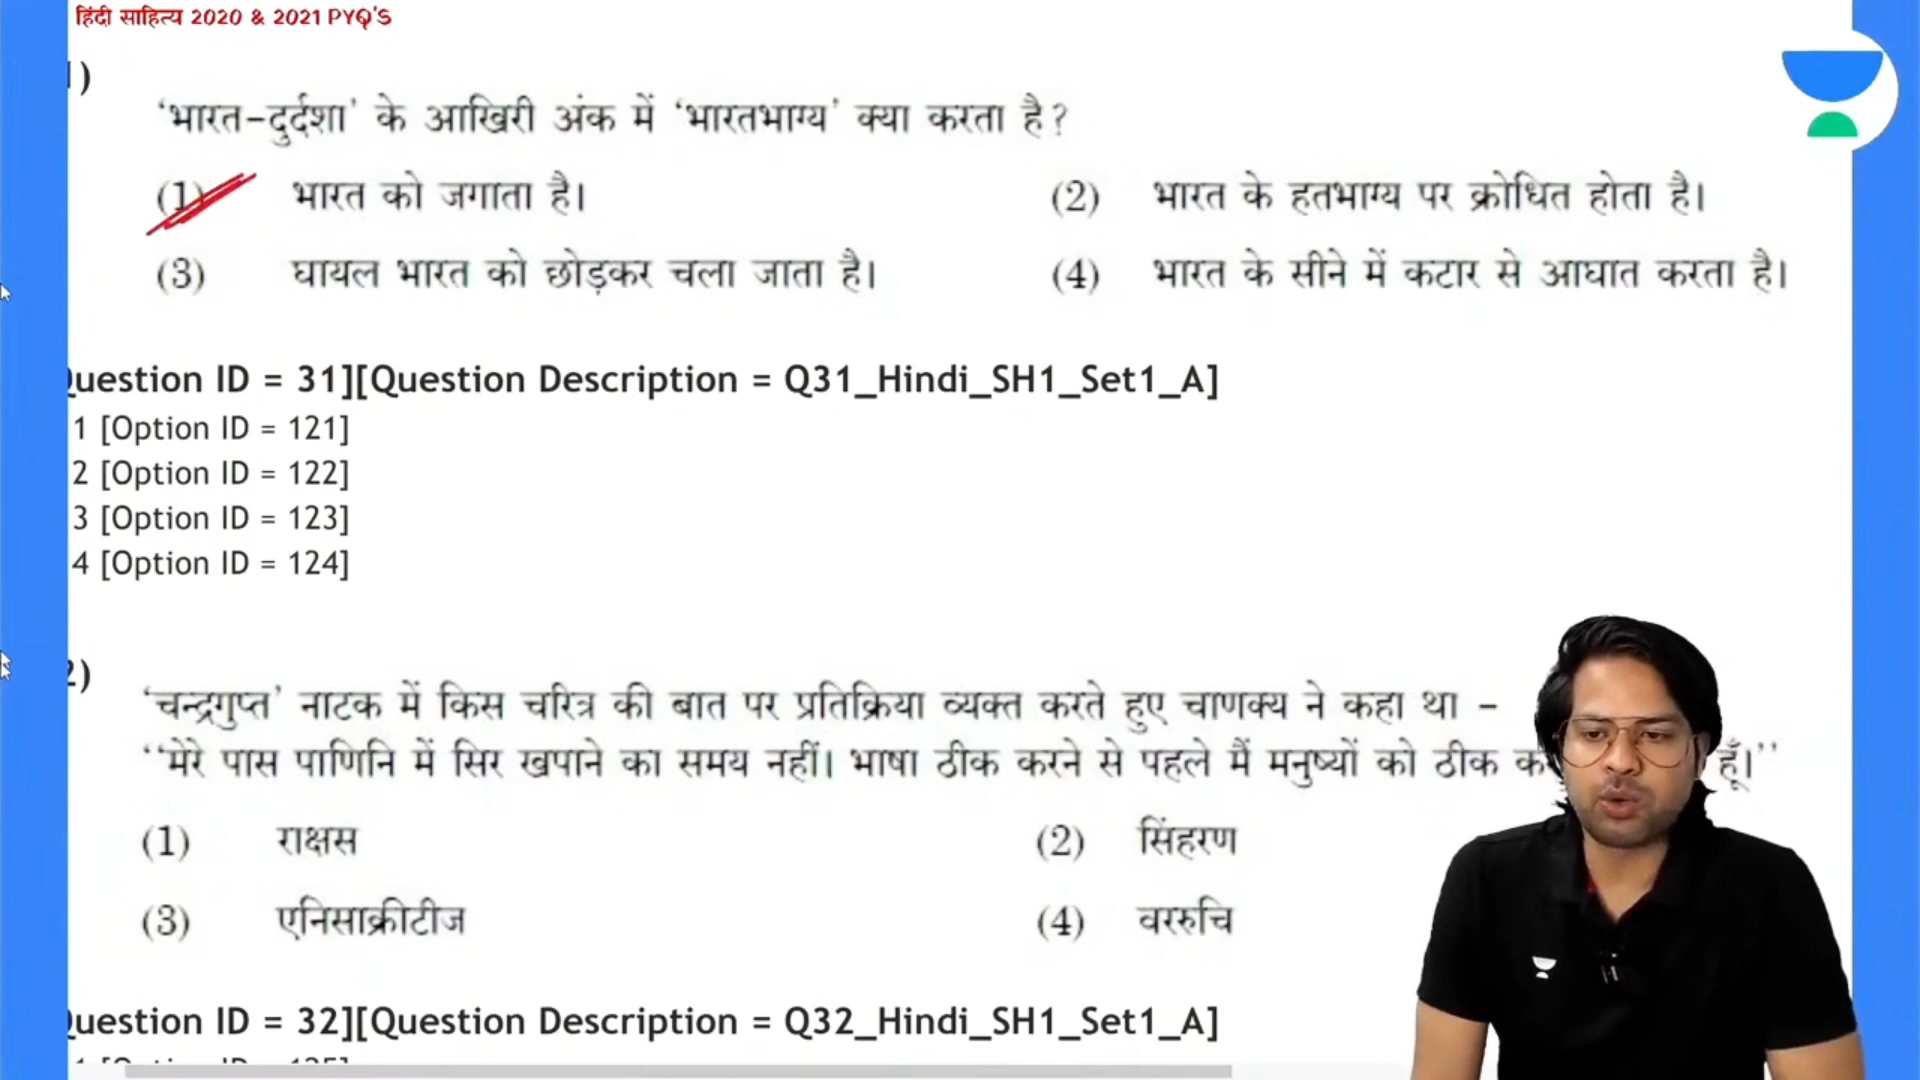 हिंदी साहित्य 2020 & 2021 PYQ'S
1)
'भारत-दुर्दशा' के आखिरी अंक में 'भारतभाग्य' क्या करता है?
(1) भारत को जगाता है।
(2) भारत के हतभाग्य पर क्रोधित होता है।
(3) घायल भारत को छोड़कर चला जाता है।
(4) भारत के सीने में कटार से आघात करता है।
Question ID = 31][Question Description = Q31_Hindi_SH1_Set1_A]
1 [Option ID = 121]
2 [Option ID = 122]
3 [Option ID = 123]
4 [Option ID = 124]
2)
'चन्द्रगुप्त' नाटक में किस चरित्र की बात पर प्रतिक्रिया व्यक्त करते हुए चाणक्य ने कहा था –
''मेरे पास पाणिनि में सिर खपाने का समय नहीं। भाषा ठीक करने से पहले मैं मनुष्यों को ठीक हूँ।''
(1) राक्षस
(2) सिंहरण
(3) एनिसाक्रीटीज
(4) वररुचि
Question ID = 32][Question Description = Q32_Hindi_SH1_Set1_A]